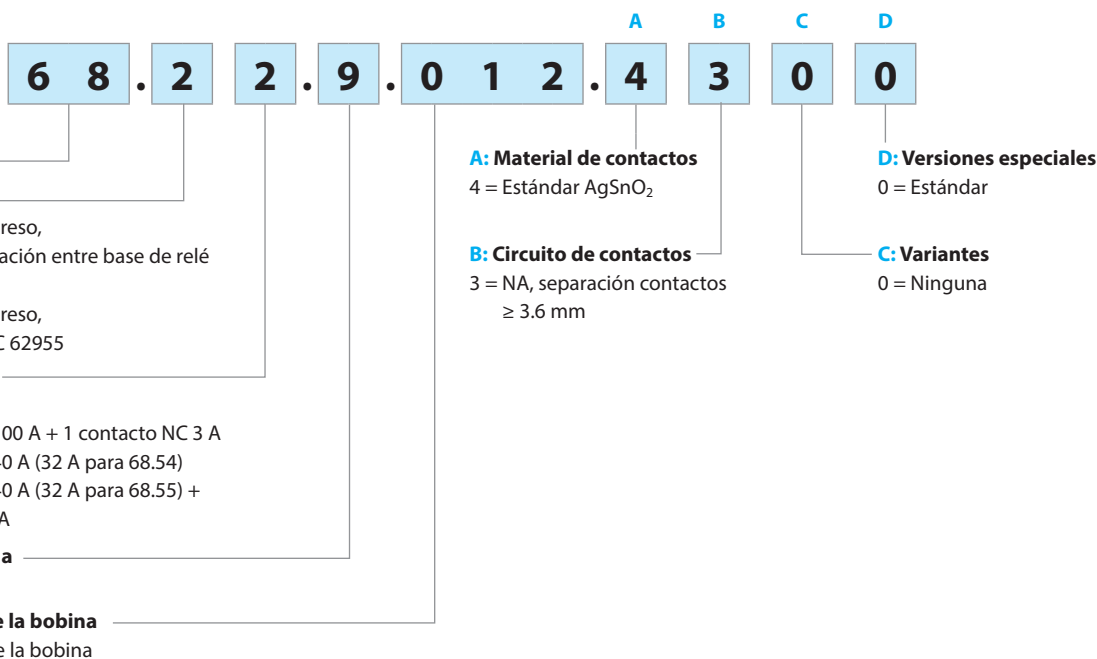 A B C D
6 8 . 2 2 . 9 . 0 1 2 . 4 3 0 0
A: Material de contactos
4 = Estándar AgSnO₂
B: Circuito de contactos
3 = NA, separación contactos
≥ 3.6 mm
D: Versiones especiales
0 = Estándar
C: Variantes
0 = Ninguna
reso,
ación entre base de relé
reso,
C 62955
00 A + 1 contacto NC 3 A
0 A (32 A para 68.54)
0 A (32 A para 68.55) +
A
a
e la bobina
e la bobina